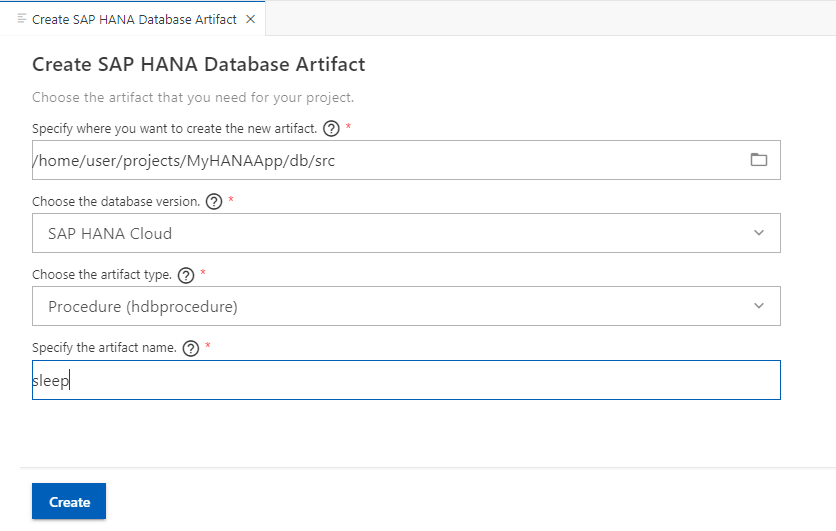 Create SAP HANA Database Artifact
Create SAP HANA Database Artifact
Choose the artifact that you need for your project.
Specify where you want to create the new artifact. *
/home/user/projects/MyHANAApp/db/src
Choose the database version. *
SAP HANA Cloud
Choose the artifact type. *
Procedure (hdbprocedure)
Specify the artifact name. *
sleep
Create